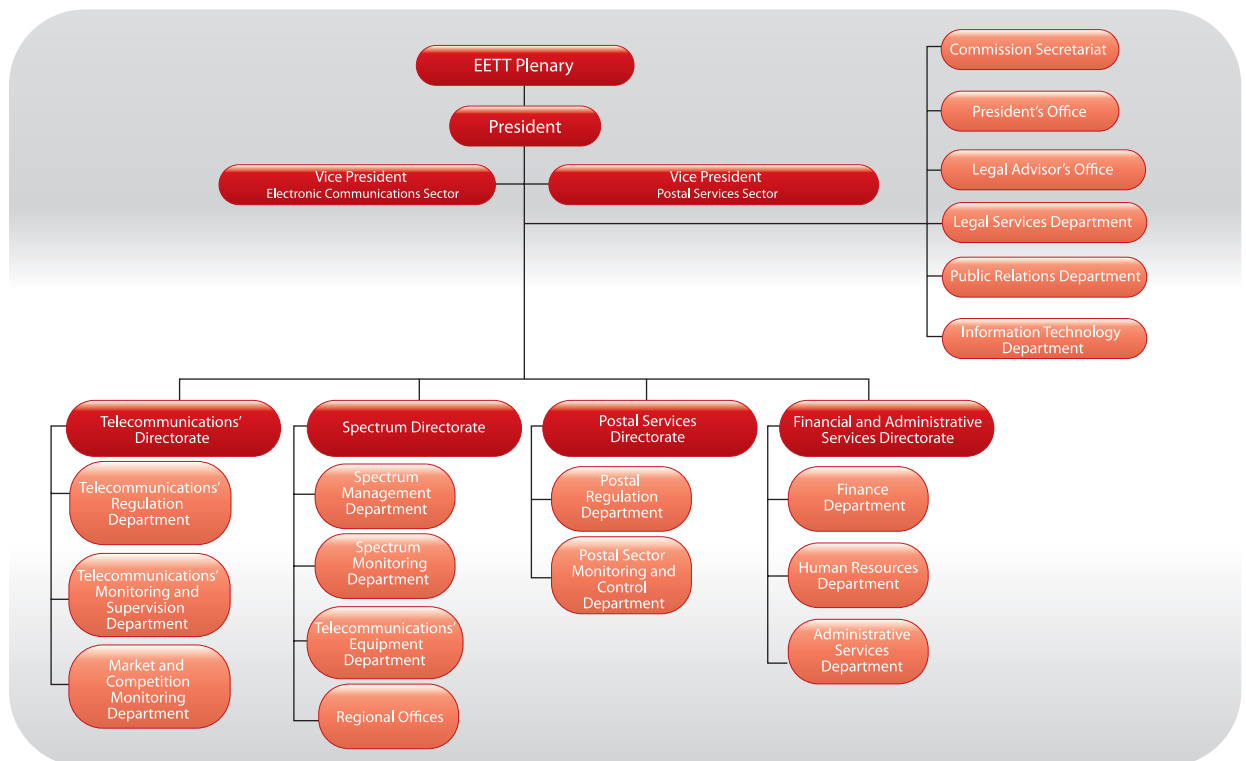 EETT Plenary
President
Vice President
Electronic Communications Sector
Vice President
Postal Services Sector
Commission Secretariat
President's Office
Legal Advisor's Office
Legal Services Department
Public Relations Department
Information Technology
Department
Telecommunications'
Directorate
Telecommunications'
Regulation
Department
Telecommunications'
Monitoring and
Supervision
Department
Market and
Competition
Monitoring
Department
Spectrum Directorate
Spectrum
Management
Department
Spectrum
Monitoring
Department
Telecommunications'
Equipment
Department
Regional Offices
Postal Services
Directorate
Postal
Regulation
Department
Postal Sector
Monitoring and
Control
Department
Financial and Administrative
Services Directorate
Finance
Department
Human Resources
Department
Administrative
Services
Department